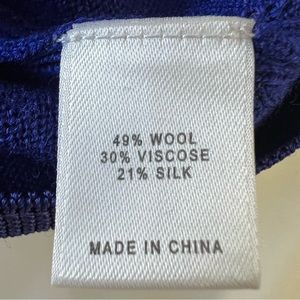 49% WOOL
30% VISCOSE
21% SILK
MADE IN CHINA